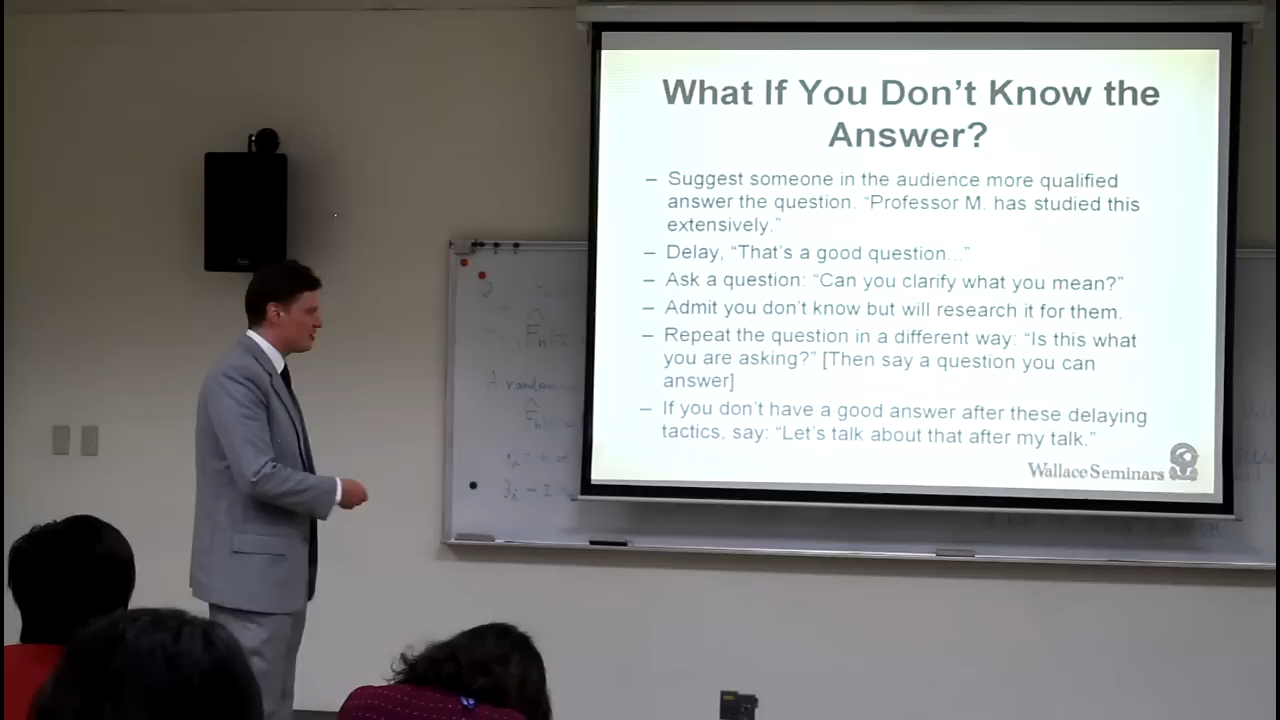 What If You Don't Know the
Answer?
– Suggest someone in the audience more qualified
answer the question. “Professor M. has studied this
extensively.”
– Delay, “That's a good question...”
– Ask a question: “Can you clarify what you mean?”
– Admit you don't know but will research it for them.
– Repeat the question in a different way: “Is this what
you are asking?” [Then say a question you can
answer]
– If you don't have a good answer after these delaying
tactics, say: “Let's talk about that after my talk.”
Wallace Seminars
A random